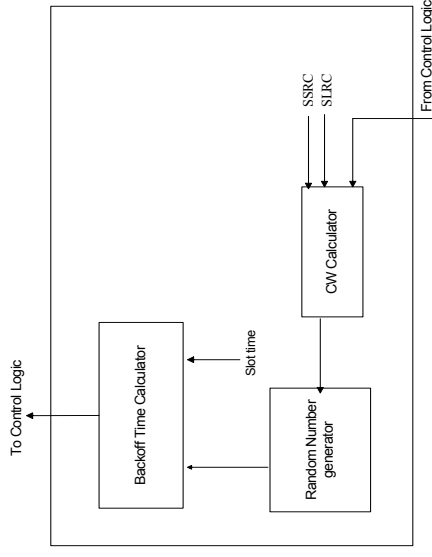 To Control Logic
Backoff Time Calculator
Slot time
Random Number
generator
CW Calculator
SSRC
SLRC
From Control Logic